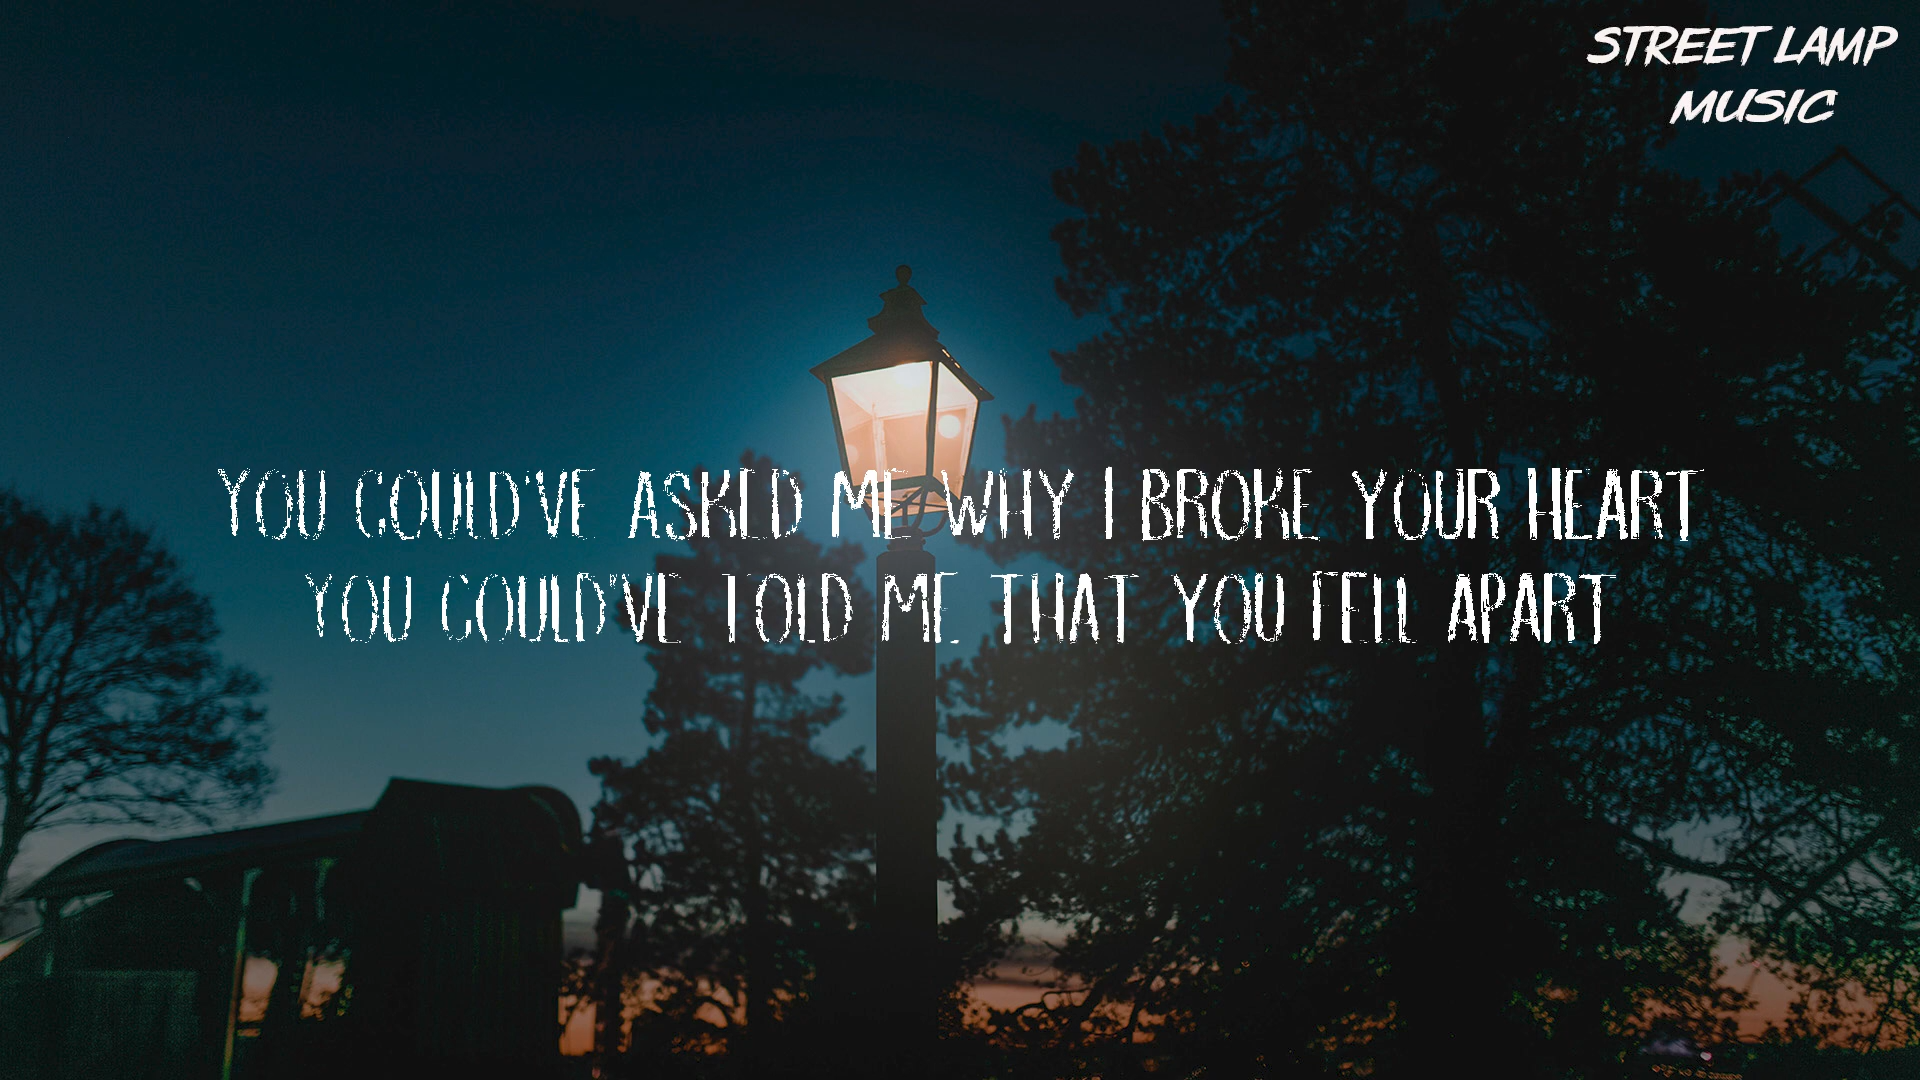 STREET LAMP
MUSIC
YOU COULD'VE ASKED ME WHY I BROKE YOUR HEART
YOU COULD'VE TOLD ME THAT YOU FELL APART